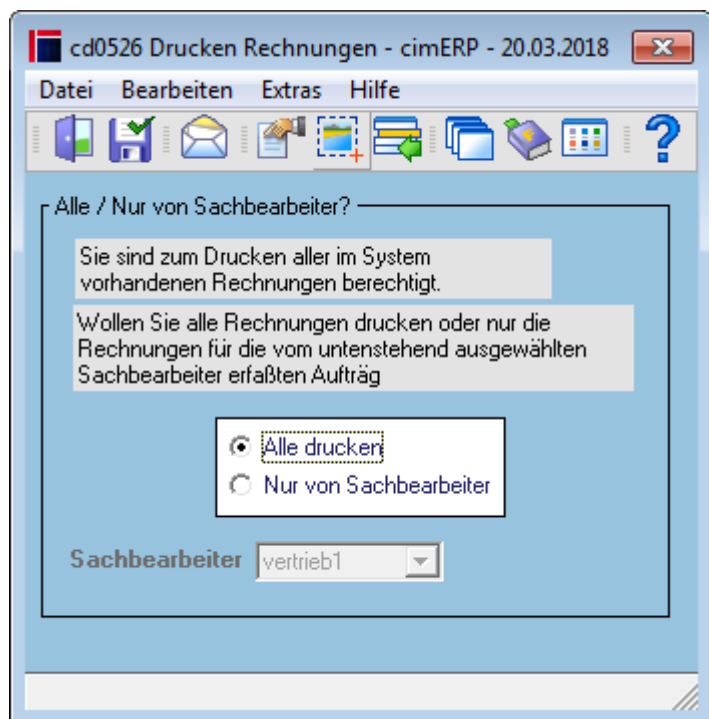 cd0526 Drucken Rechnungen - cimERP - 20.03.2018
Datei Bearbeiten Extras Hilfe
Alle / Nur von Sachbearbeiter?
Sie sind zum Drucken aller im System
vorhandenen Rechnungen berechtigt.
Wollen Sie alle Rechnungen drucken oder nur die
Rechnungen für die vom untenstehend ausgewählten
Sachbearbeiter erfaßten Aufträg
Alle drucken
Nur von Sachbearbeiter
Sachbearbeiter vertrieb1